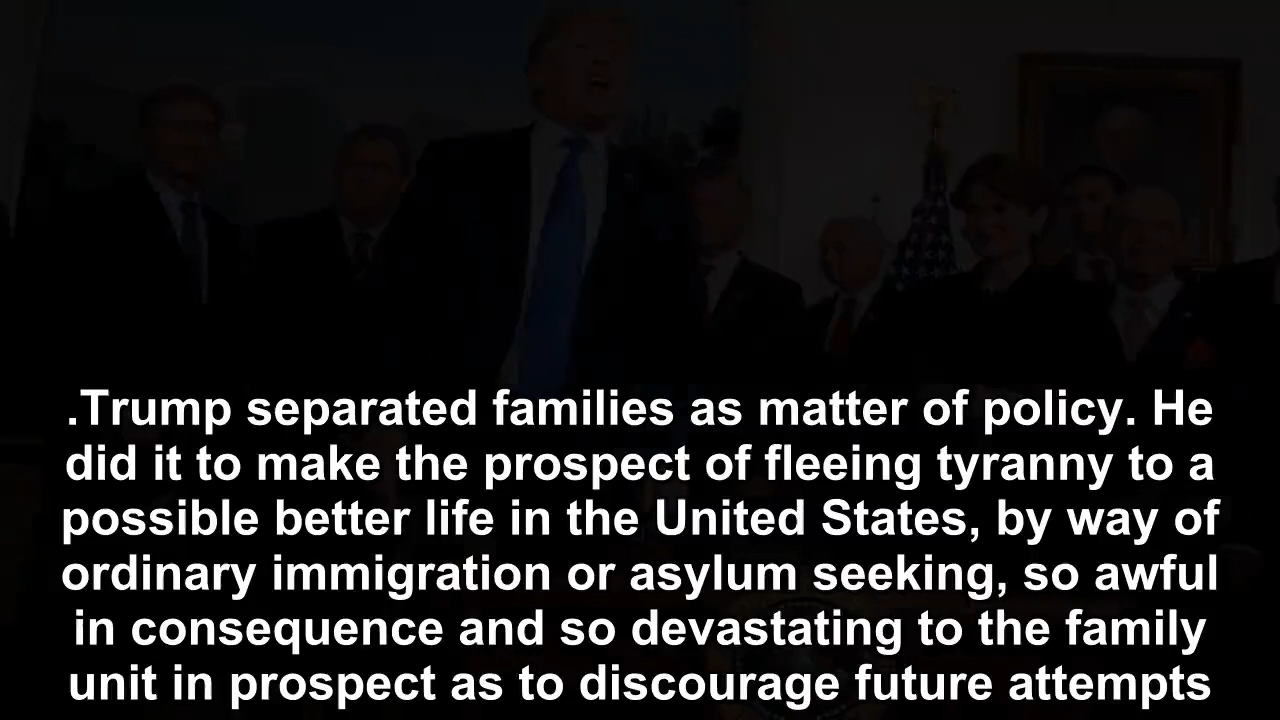 .Trump separated families as matter of policy. He
did it to make the prospect of fleeing tyranny to a
possible better life in the United States, by way of
ordinary immigration or asylum seeking, so awful
in consequence and so devastating to the family
unit in prospect as to discourage future attempts